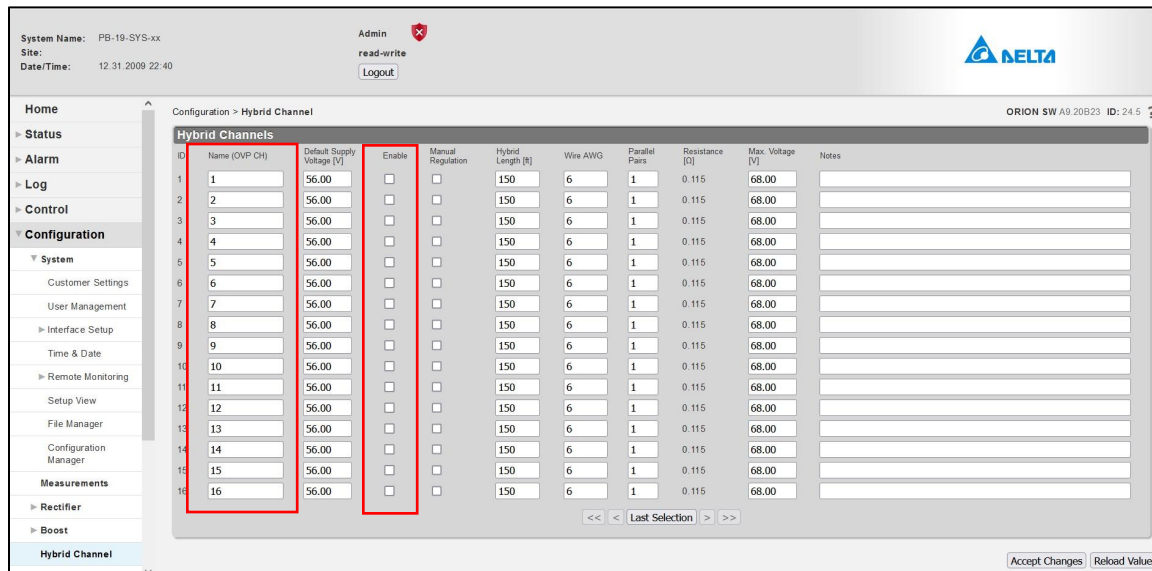 System Name: PB-19-SYS-xx
Site:
Date/Time: 12.31.2009 22:40
Admin
read-write
Logout
DELTA
Home
Status
Alarm
Log
Control
Configuration
System
Customer Settings
User Management
Interface Setup
Time & Date
Remote Monitoring
Setup View
File Manager
Configuration
Manager
Measurements
Rectifier
Boost
Hybrid Channel
Configuration > Hybrid Channel
ORION SW A9.20B23 ID: 24.5 ?
Hybrid Channels
ID Name (OVP CH) Default Supply Voltage [V] Enable Manual Regulation Hybrid Length [ft] Wire AWG Parallel Pairs Resistance [Ω] Max. Voltage [V] Notes
1 1 56.00 150 6 1 0.115 68.00
2 2 56.00 150 6 1 0.115 68.00
3 3 56.00 150 6 1 0.115 68.00
4 4 56.00 150 6 1 0.115 68.00
5 5 56.00 150 6 1 0.115 68.00
6 6 56.00 150 6 1 0.115 68.00
7 7 56.00 150 6 1 0.115 68.00
8 8 56.00 150 6 1 0.115 68.00
9 9 56.00 150 6 1 0.115 68.00
10 10 56.00 150 6 1 0.115 68.00
11 11 56.00 150 6 1 0.115 68.00
12 12 56.00 150 6 1 0.115 68.00
13 13 56.00 150 6 1 0.115 68.00
14 14 56.00 150 6 1 0.115 68.00
15 15 56.00 150 6 1 0.115 68.00
16 16 56.00 150 6 1 0.115 68.00
<< < Last Selection > >>
Accept Changes Reload Value